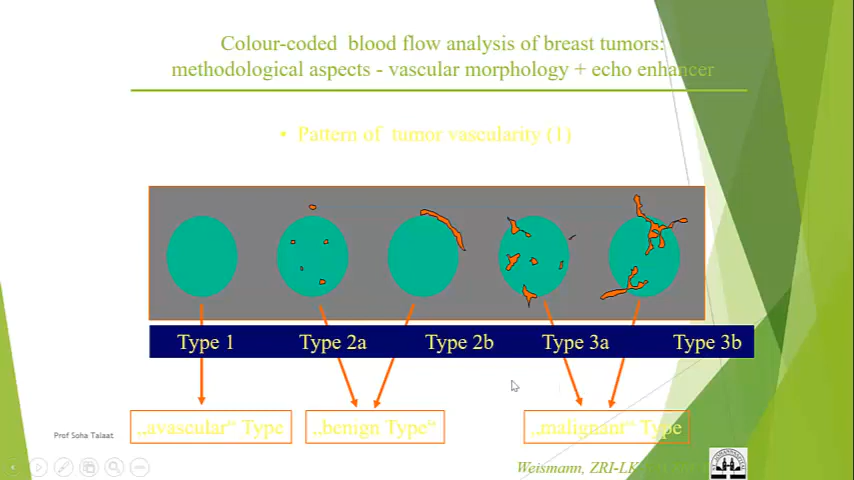 Colour-coded blood flow analysis of breast tumors:
methodological aspects - vascular morphology + echo enhancer
• Pattern of tumor vascularity (1)
Type 1 Type 2a Type 2b Type 3a Type 3b
„avascular“ Type „benign Type“ „malignant“ Type
Prof Soha Talaat
Weismann, ZRI-LK